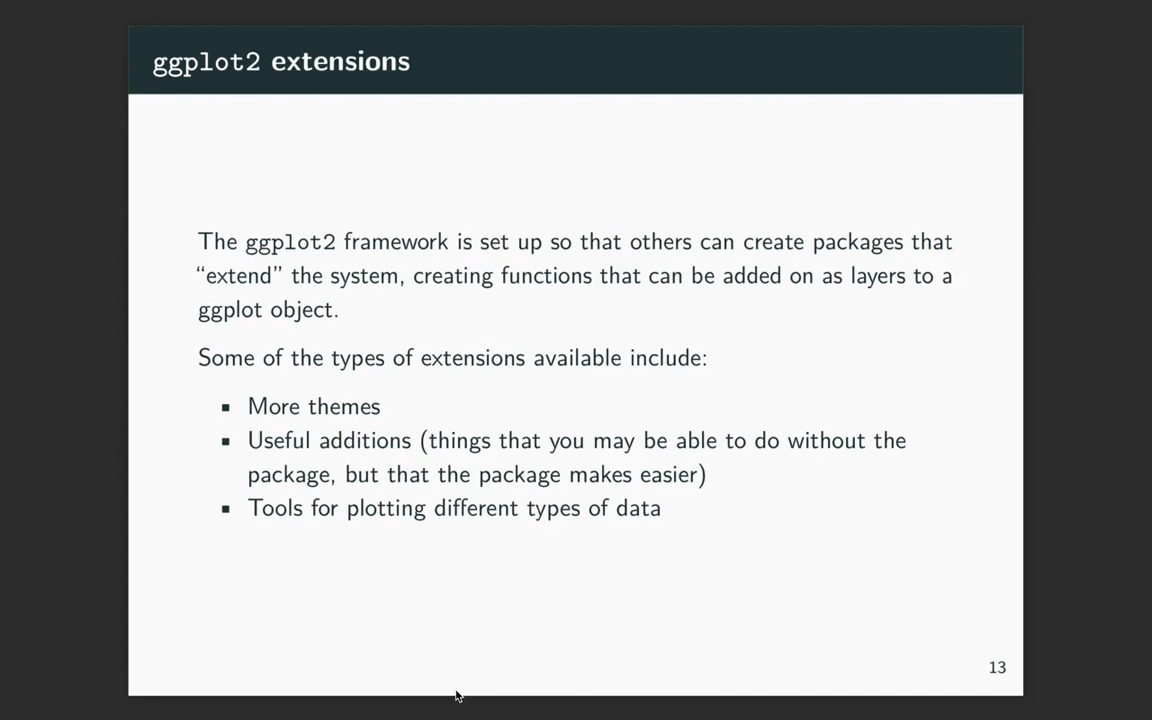 ggplot2 extensions
The ggplot2 framework is set up so that others can create packages that
“extend” the system, creating functions that can be added on as layers to a
ggplot object.
Some of the types of extensions available include:
▪ More themes
▪ Useful additions (things that you may be able to do without the
package, but that the package makes easier)
▪ Tools for plotting different types of data
13